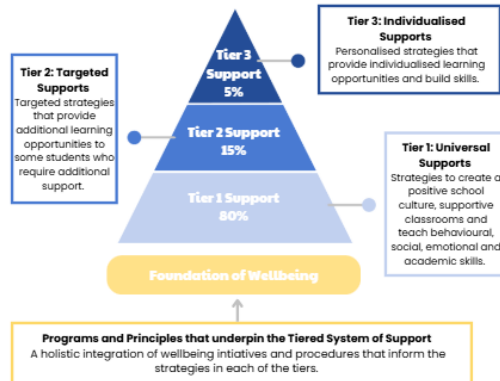 Tier 3: Individualised
Supports
Personalised strategies that
provide individualised learning
opportunities and build skills.
Tier 2: Targeted
Supports
Targeted strategies
that provide
additional learning
opportunities to
some students who
require additional
support.
Tier 3
Support
5%
Tier 2 Support
15%
Tier 1 Support
80%
Tier 1: Universal
Supports
Strategies to create a
positive school
culture, supportive
classrooms and
teach behavioural,
social, emotional and
academic skills.
Foundation of Wellbeing
Programs and Principles that underpin the Tiered System of Support
A holistic integration of wellbeing intiatives and procedures that inform the
strategies in each of the tiers.